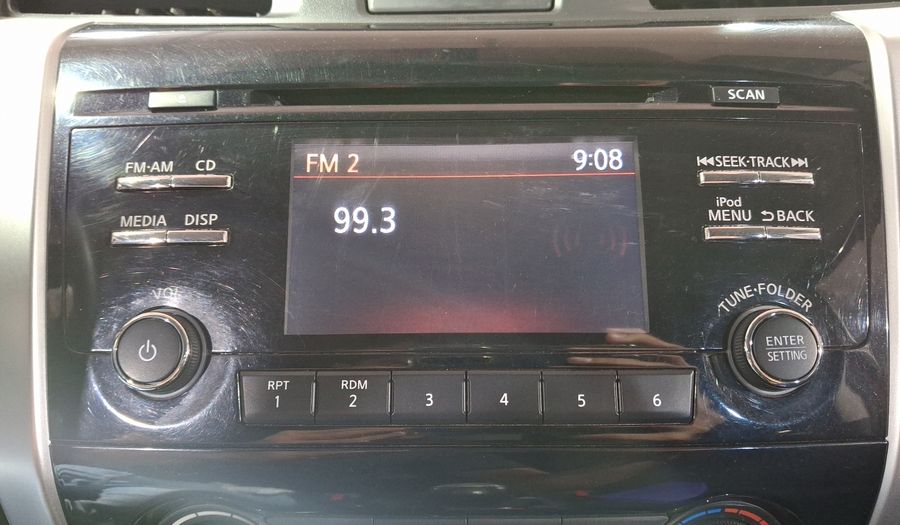 SCAN
FM·AM CD
MEDIA DISP
FM 2 9:08
99.3
SEEK·TRACK
iPod
MENU BACK
VOL
TUNE·FOLDER
ENTER
SETTING
RPT
1
RDM
2
3
4
5
6